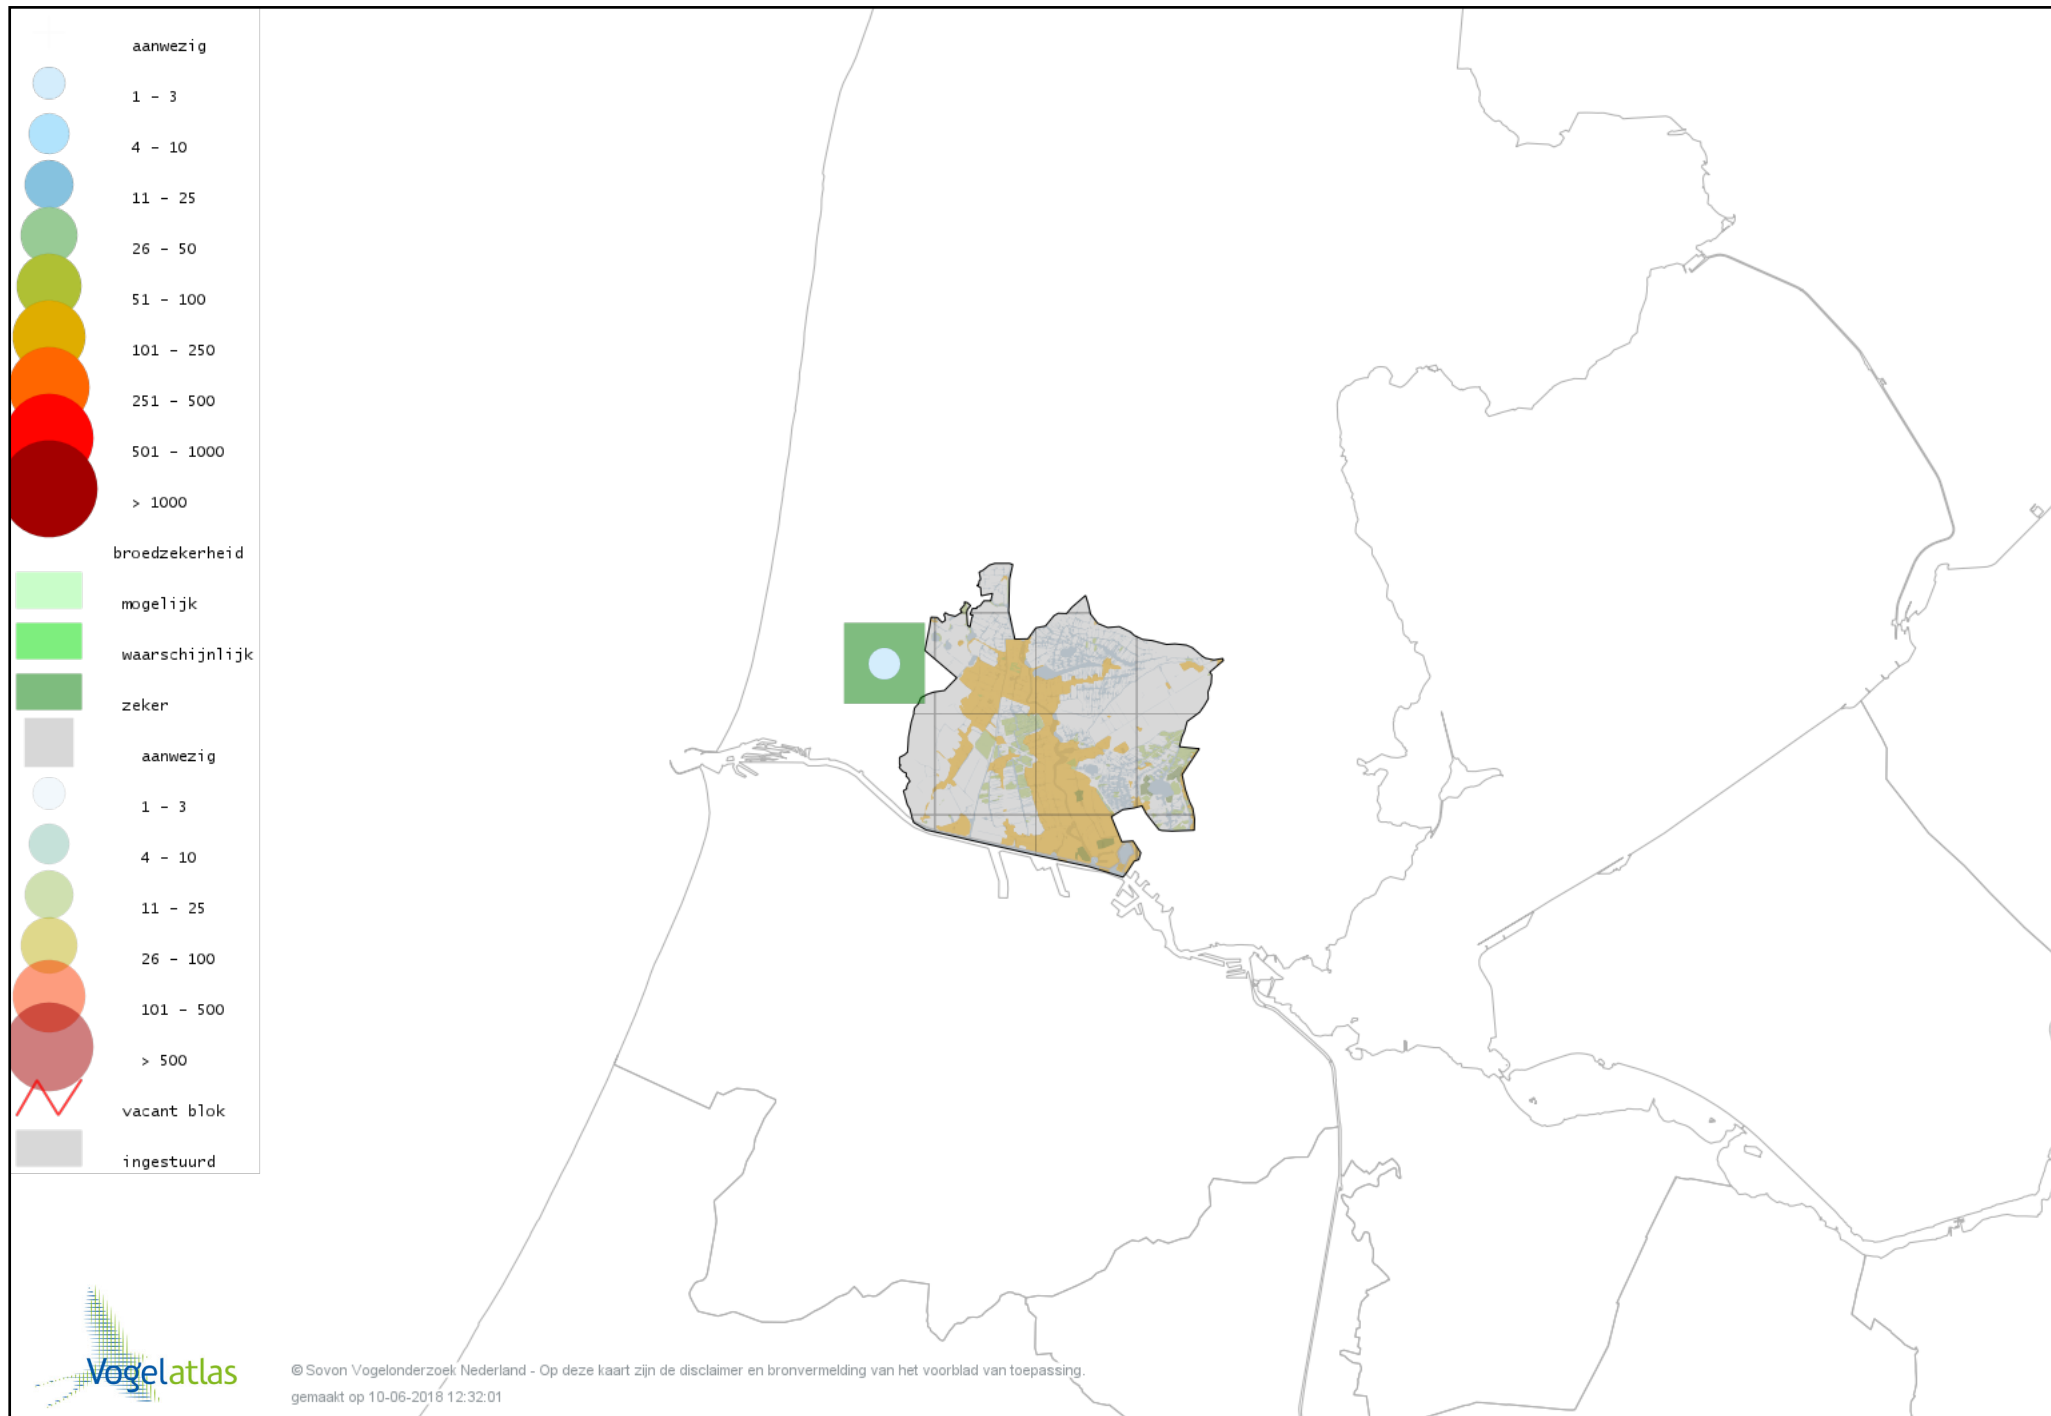 aanwezig
1 - 3
4 - 10
11 - 25
26 - 50
51 - 100
101 - 250
251 - 500
501 - 1000
> 1000
broedzekerheid
mogelijk
waarschijnlijk
zeker
aanwezig
1 - 3
4 - 10
11 - 25
26 - 100
101 - 500
> 500
vacant blok
ingestuurd
Vogelatlas
© Sovon Vogelonderzoek Nederland - Op deze kaart zijn de disclaimer en bronvermelding van het voorblad van toepassing.
gemaakt op 10-06-2018 12:32:01